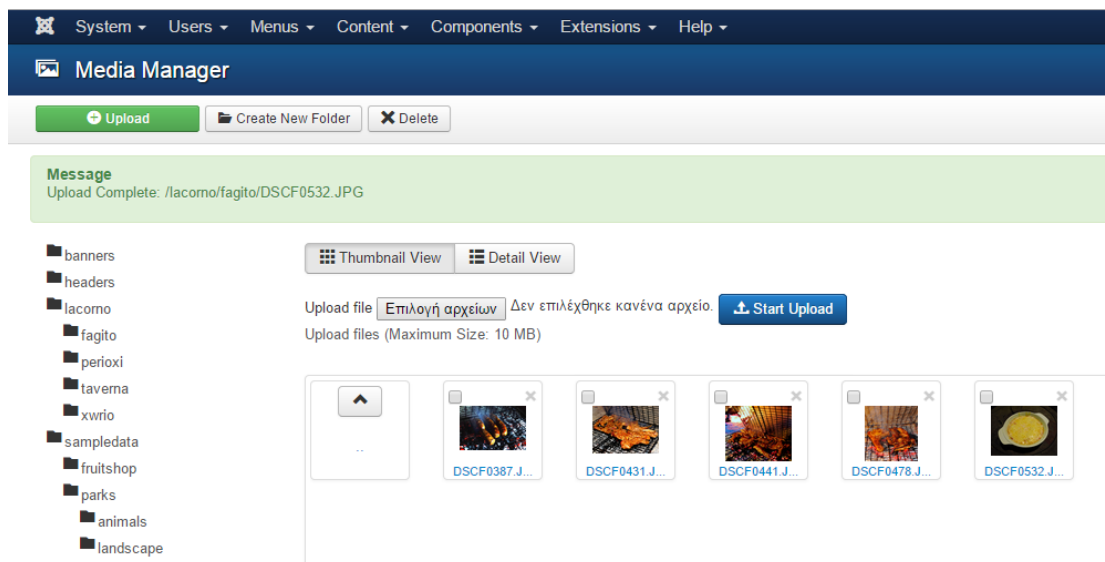 System Users Menus Content Components Extensions Help
Media Manager
Upload Create New Folder Delete
Message
Upload Complete: /lacorno/fagito/DSCF0532.JPG
banners
headers
lacorno
fagito
perioxi
taverna
xwrio
sampledata
fruitshop
parks
animals
landscape
Thumbnail View Detail View
Upload file Επιλογή αρχείων Δεν επιλέχθηκε κανένα αρχείο. Start Upload
Upload files (Maximum Size: 10 MB)
..
DSCF0387.J... DSCF0431.J... DSCF0441.J... DSCF0478.J... DSCF0532.J...